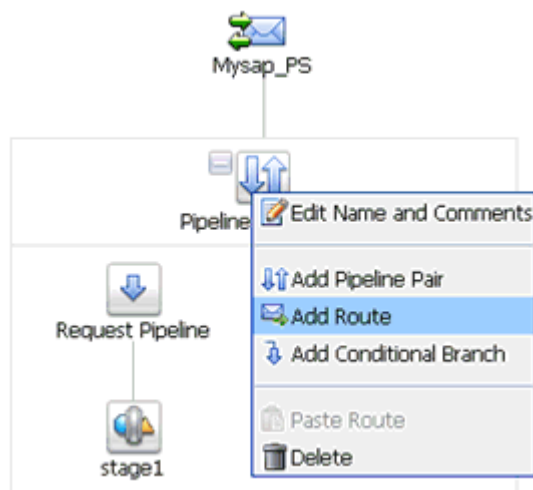 Mysap_PS
Pipeline
Edit Name and Comments
Add Pipeline Pair
Add Route
Add Conditional Branch
Paste Route
Delete
Request Pipeline
stage1